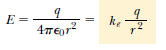 E = q / 4πϵ₀r² = kₑ q / r²